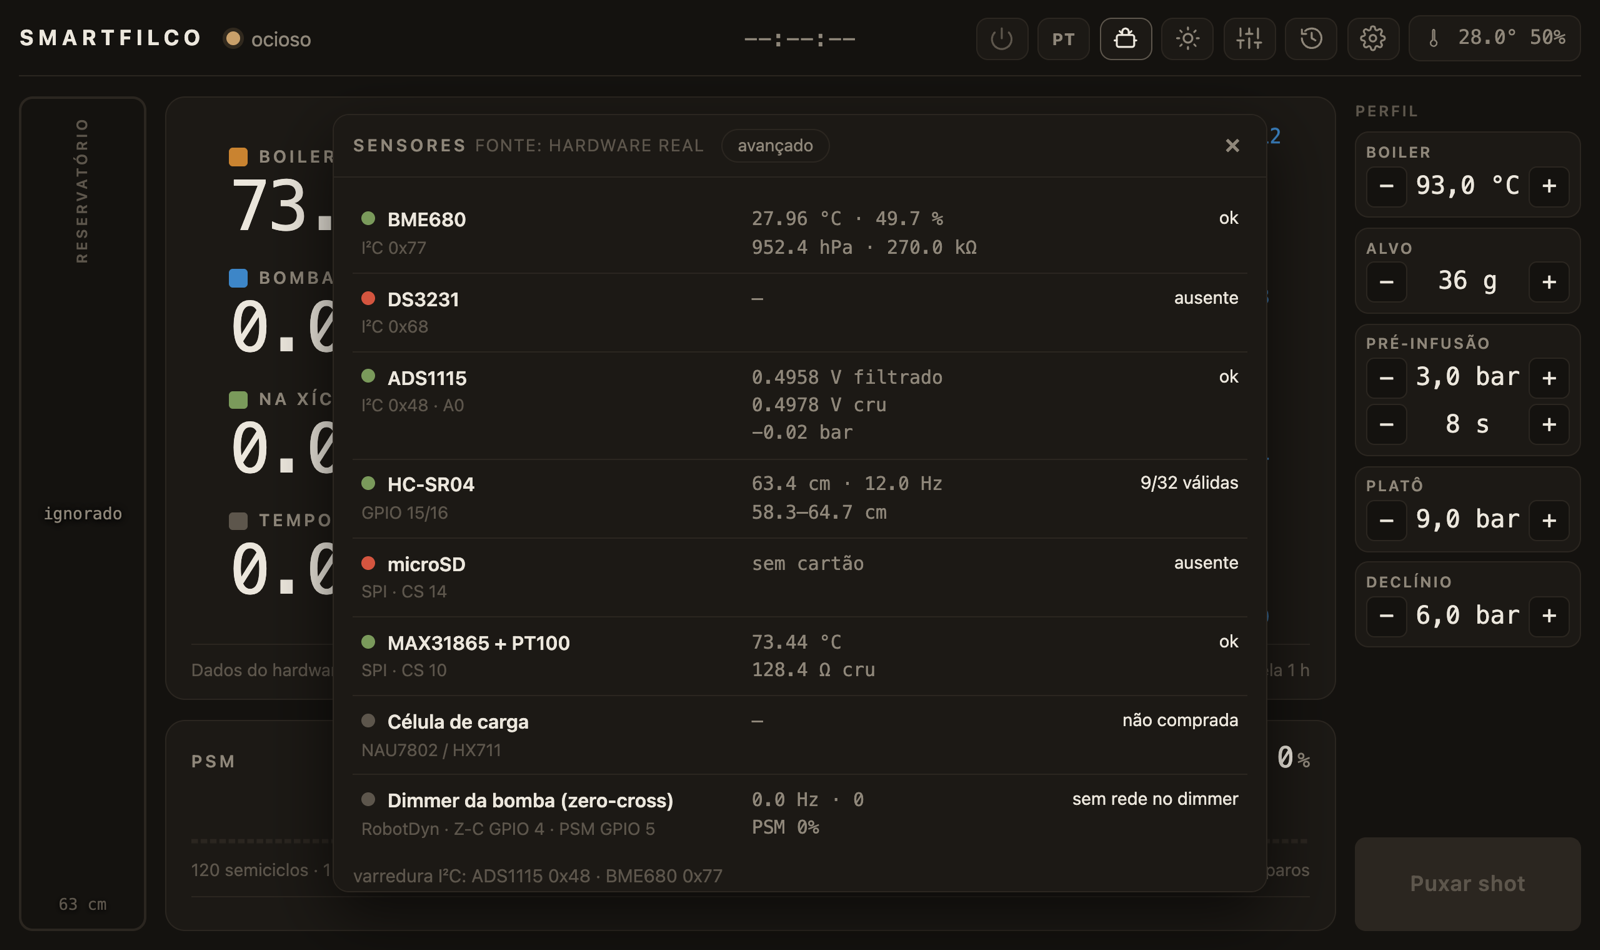 SMARTFILCO
ocioso
––:––:––
PT
28.0° 50%
RESERVATÓRIO
ignorado
63 cm
BOILER
73.
BOMBA
0.0
NA XÍC
0.0
TEMPO
0.0
Dados do hardwa
la 1 h
SENSORES FONTE: HARDWARE REAL avançado
BME680
I²C 0x77
27.96 °C · 49.7 %
952.4 hPa · 270.0 kΩ
ok
DS3231
I²C 0x68
–
ausente
ADS1115
I²C 0x48 · A0
0.4958 V filtrado
0.4978 V cru
−0.02 bar
ok
HC-SR04
GPIO 15/16
63.4 cm · 12.0 Hz
58.3–64.7 cm
9/32 válidas
microSD
SPI · CS 14
sem cartão
ausente
MAX31865 + PT100
SPI · CS 10
73.44 °C
128.4 Ω cru
ok
Célula de carga
NAU7802 / HX711
–
não comprada
Dimmer da bomba (zero-cross)
RobotDyn · Z-C GPIO 4 · PSM GPIO 5
0.0 Hz · 0
PSM 0%
sem rede no dimmer
varredura I²C: ADS1115 0x48 · BME680 0x77
PSM
0%
120 semiciclos · 1
paros
PERFIL
BOILER
− 93,0 °C +
ALVO
− 36 g +
PRÉ-INFUSÃO
− 3,0 bar +
− 8 s +
PLATÔ
− 9,0 bar +
DECLÍNIO
− 6,0 bar +
Puxar shot